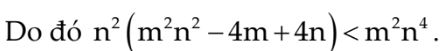 Do đó n²(m²n² – 4m + 4n) < m²n⁴.